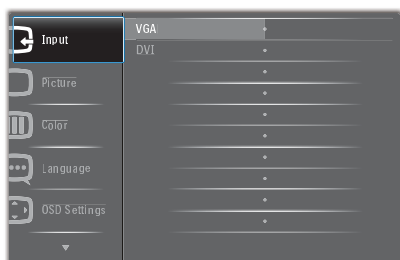 Input
VGA
DVI
Picture
Color
Language
OSD Settings